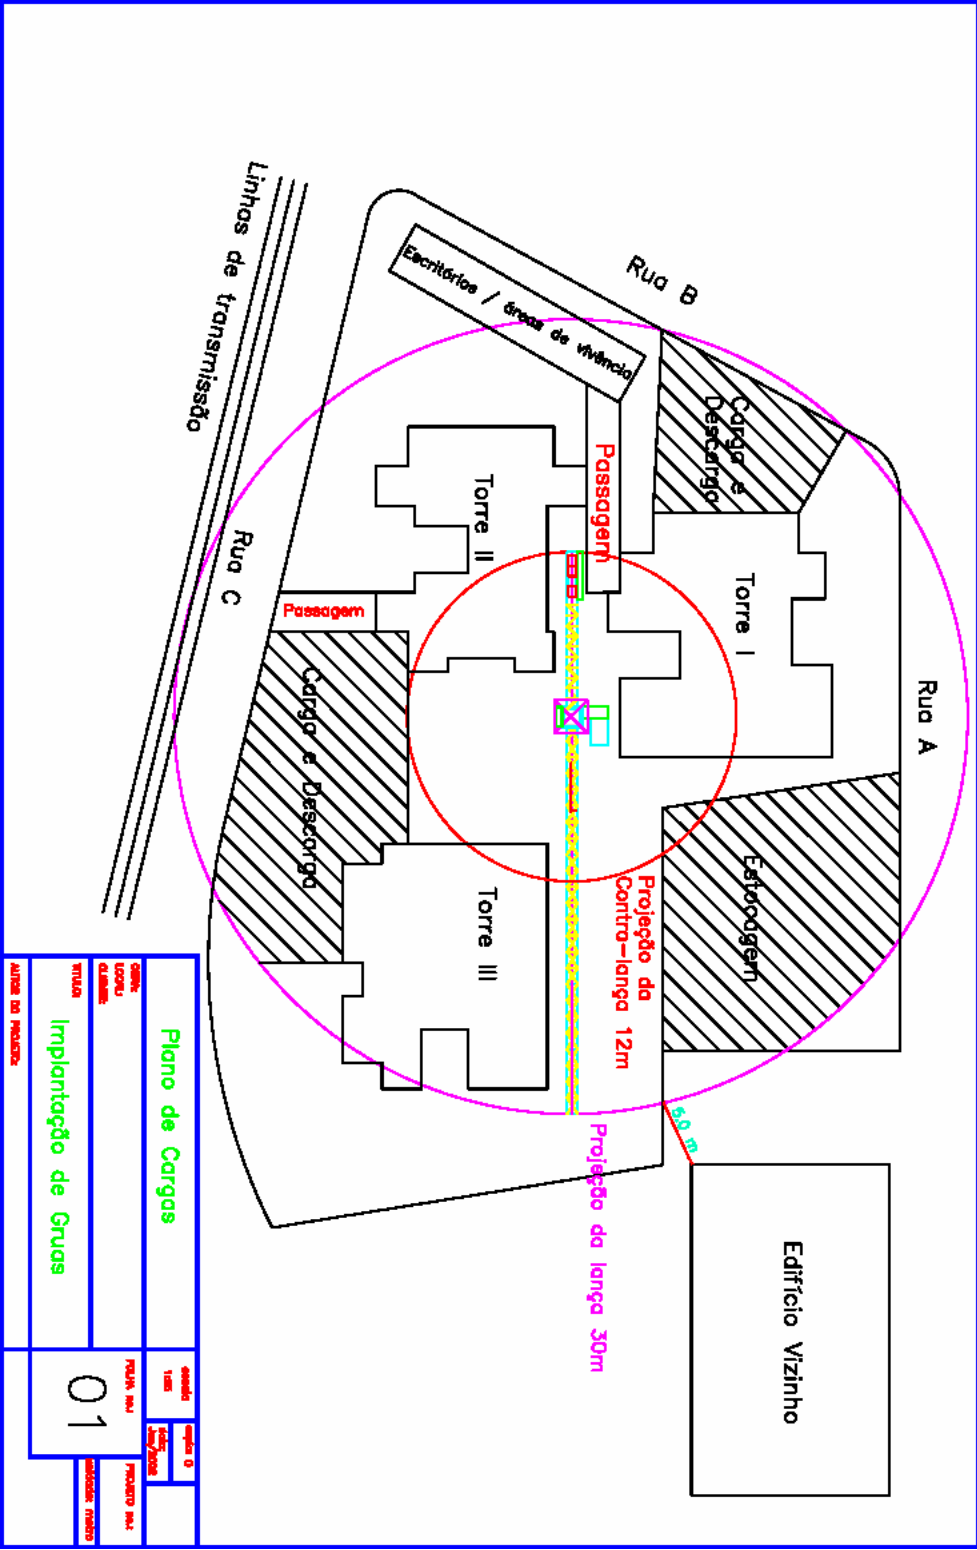 Rua A
Rua B
Rua C
Linhas de transmissão
Escritórios / áreas de vivência
Carga e
Descarga
Passagem
Torre I
Torre II
Passagem
Carga e Descarga
Torre III
Estocagem
Projeção da
Contra-lança 12m
Projeção da lança 30m
5,0 m
Edifício Vizinho
Plano de Cargas
Implantação de Gruas
01